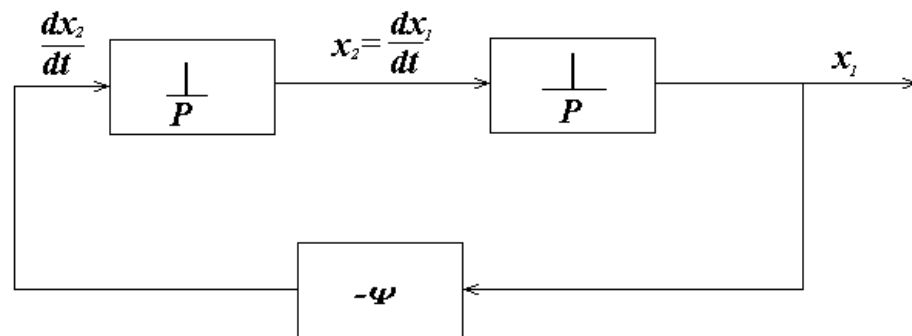 dx₂
dt
1
P
x₂=
dx₁
dt
1
P
x₁
-Ψ